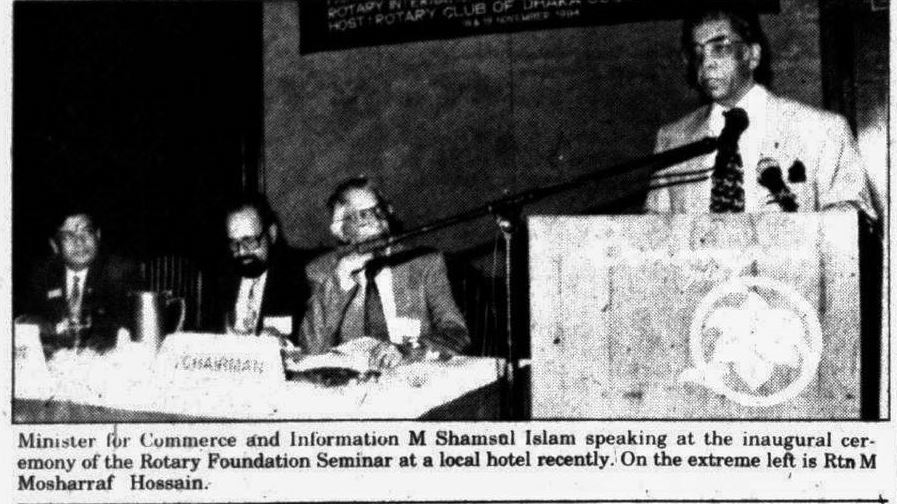 ROTARY INTER
HOST: ROTARY CLUB OF DHAKA
NOVEMBER 1994
CHAIRMAN
Minister for Commerce and Information M Shamsul Islam speaking at the inaugural cer-
emony of the Rotary Foundation Seminar at a local hotel recently. On the extreme left is Rtn M
Mosharraf Hossain.